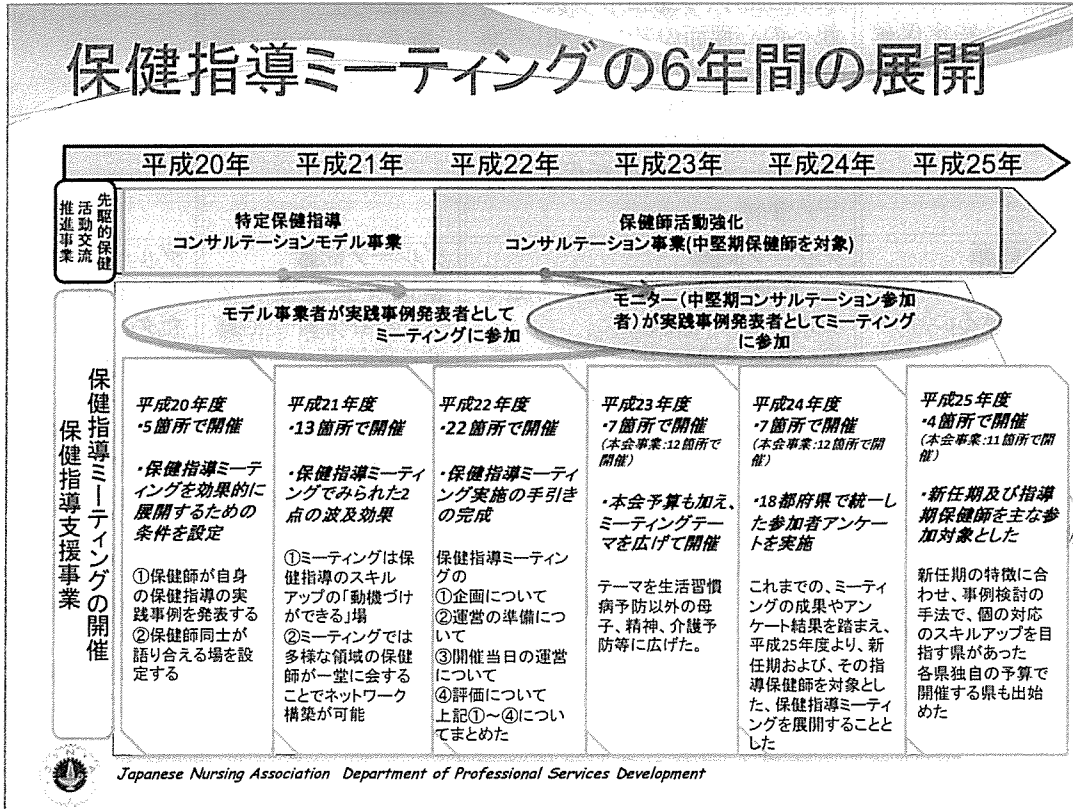 保健指導ミーティングの6年間の展開
平成20年 平成21年 平成22年 平成23年 平成24年 平成25年
先駆的保健
活動交流
推進事業
特定保健指導
コンサルテーションモデル事業
保健師活動強化
コンサルテーション事業(中堅期保健師を対象)
モデル事業者が実践事例発表者として
ミーティングに参加
モニター(中堅期コンサルテーション参加
者)が実践事例発表者としてミーティング
に参加
保健指導ミーティングの開催
保健指導支援事業
平成20年度
・5箇所で開催
・保健指導ミーテ
ィングを効果的に
展開するための
条件を設定
①保健師が自身
の保健指導の実
践事例を発表する
②保健師同士が
語り合える場を設
定する
平成21年度
・13箇所で開催
・保健指導ミーティ
ングでみられた2
点の波及効果
①ミーティングは保
健指導のスキル
アップの「動機づけ
ができる」場
②ミーティングでは
多様な領域の保健
師が一堂に会する
ことでネットワーク
構築が可能
平成22年度
・22箇所で開催
・保健指導ミーティ
ング実施の手引き
の完成
保健指導ミーティン
グの
①企画について
②運営の準備につ
いて
③開催当日の運営
について
④評価について
上記①~④につい
てまとめた
平成23年度
・7箇所で開催
(本会事業:12箇所で
開催)
・本会予算も加え、
ミーティングテー
マを広げて開催
テーマを生活習慣
病予防以外の母
子、精神、介護予
防等に広げた。
平成24年度
・7箇所で開催
(本会事業:12箇所で開
催)
・18都府県で統一し
た参加者アンケー
トを実施
これまでの、ミーティ
ングの成果やアン
ケート結果を踏まえ、
平成25年度より、新
任期および、その指
導保健師を対象とし
た、保健指導ミーティ
ングを展開することと
した
平成25年度
・4箇所で開催
(本会事業:11箇所で開
催)
・新任期及び指導
期保健師を主な参
加対象とした
新任期の特徴に合
わせ、事例検討の
手法で、個の対応
のスキルアップを目
指す県があった
各県独自の予算で
開催する県も出始
めた
Japanese Nursing Association Department of Professional Services Development